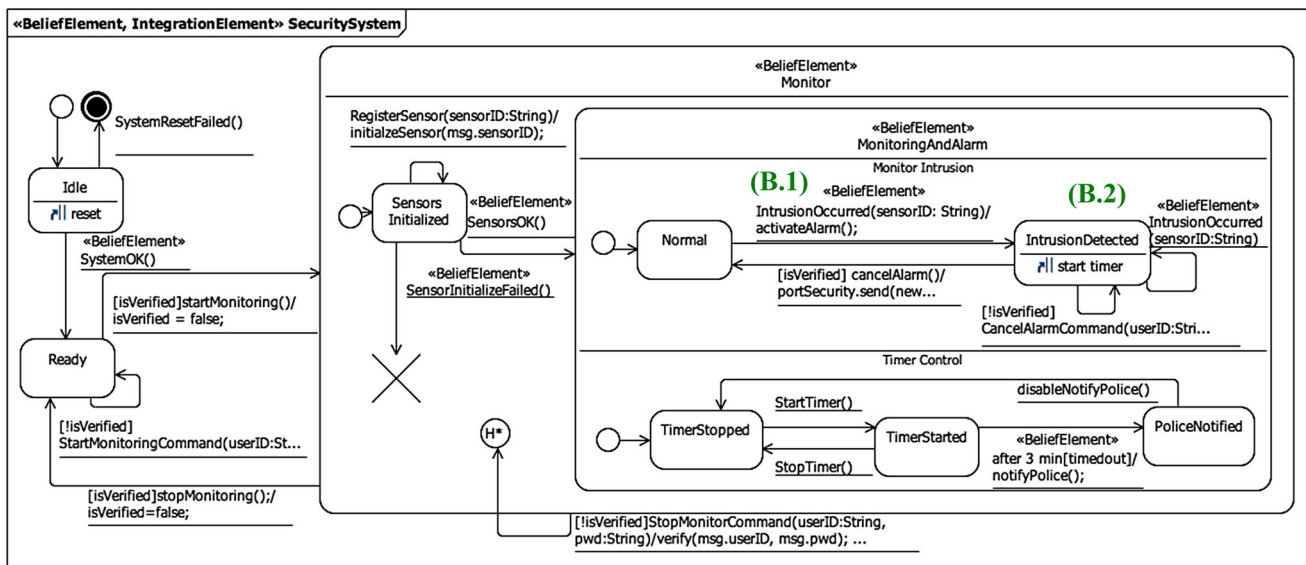 «BeliefElement, IntegrationElement» SecuritySystem
SystemResetFailed()
Idle
reset
«BeliefElement»
SystemOK()
[isVerified]startMonitoring()/
isVerified = false;
Ready
[!isVerified]
StartMonitoringCommand(userID:St...
[isVerified]stopMonitoring();/
isVerified=false;
«BeliefElement»
Monitor
RegisterSensor(sensorID:String)/
initialzeSensor(msg.sensorID);
Sensors
Initialized
«BeliefElement»
SensorsOK()
«BeliefElement»
SensorInitializeFailed()
H*
[!isVerified]StopMonitorCommand(userID:String,
pwd:String)/verify(msg.userID, msg.pwd); ...
«BeliefElement»
MonitoringAndAlarm
Monitor Intrusion
(B.1)
«BeliefElement»
IntrusionOccurred(sensorID: String)/
activateAlarm();
Normal
[isVerified] cancelAlarm()/
portSecurity.send(new...
(B.2)
IntrusionDetected
start timer
«BeliefElement»
IntrusionOccurred
(sensorID:String)
[!isVerified]
CancelAlarmCommand(userID:Stri...
Timer Control
disableNotifyPolice()
TimerStopped
StartTimer()
StopTimer()
TimerStarted
«BeliefElement»
after 3 min[timedout]/
notifyPolice();
PoliceNotified